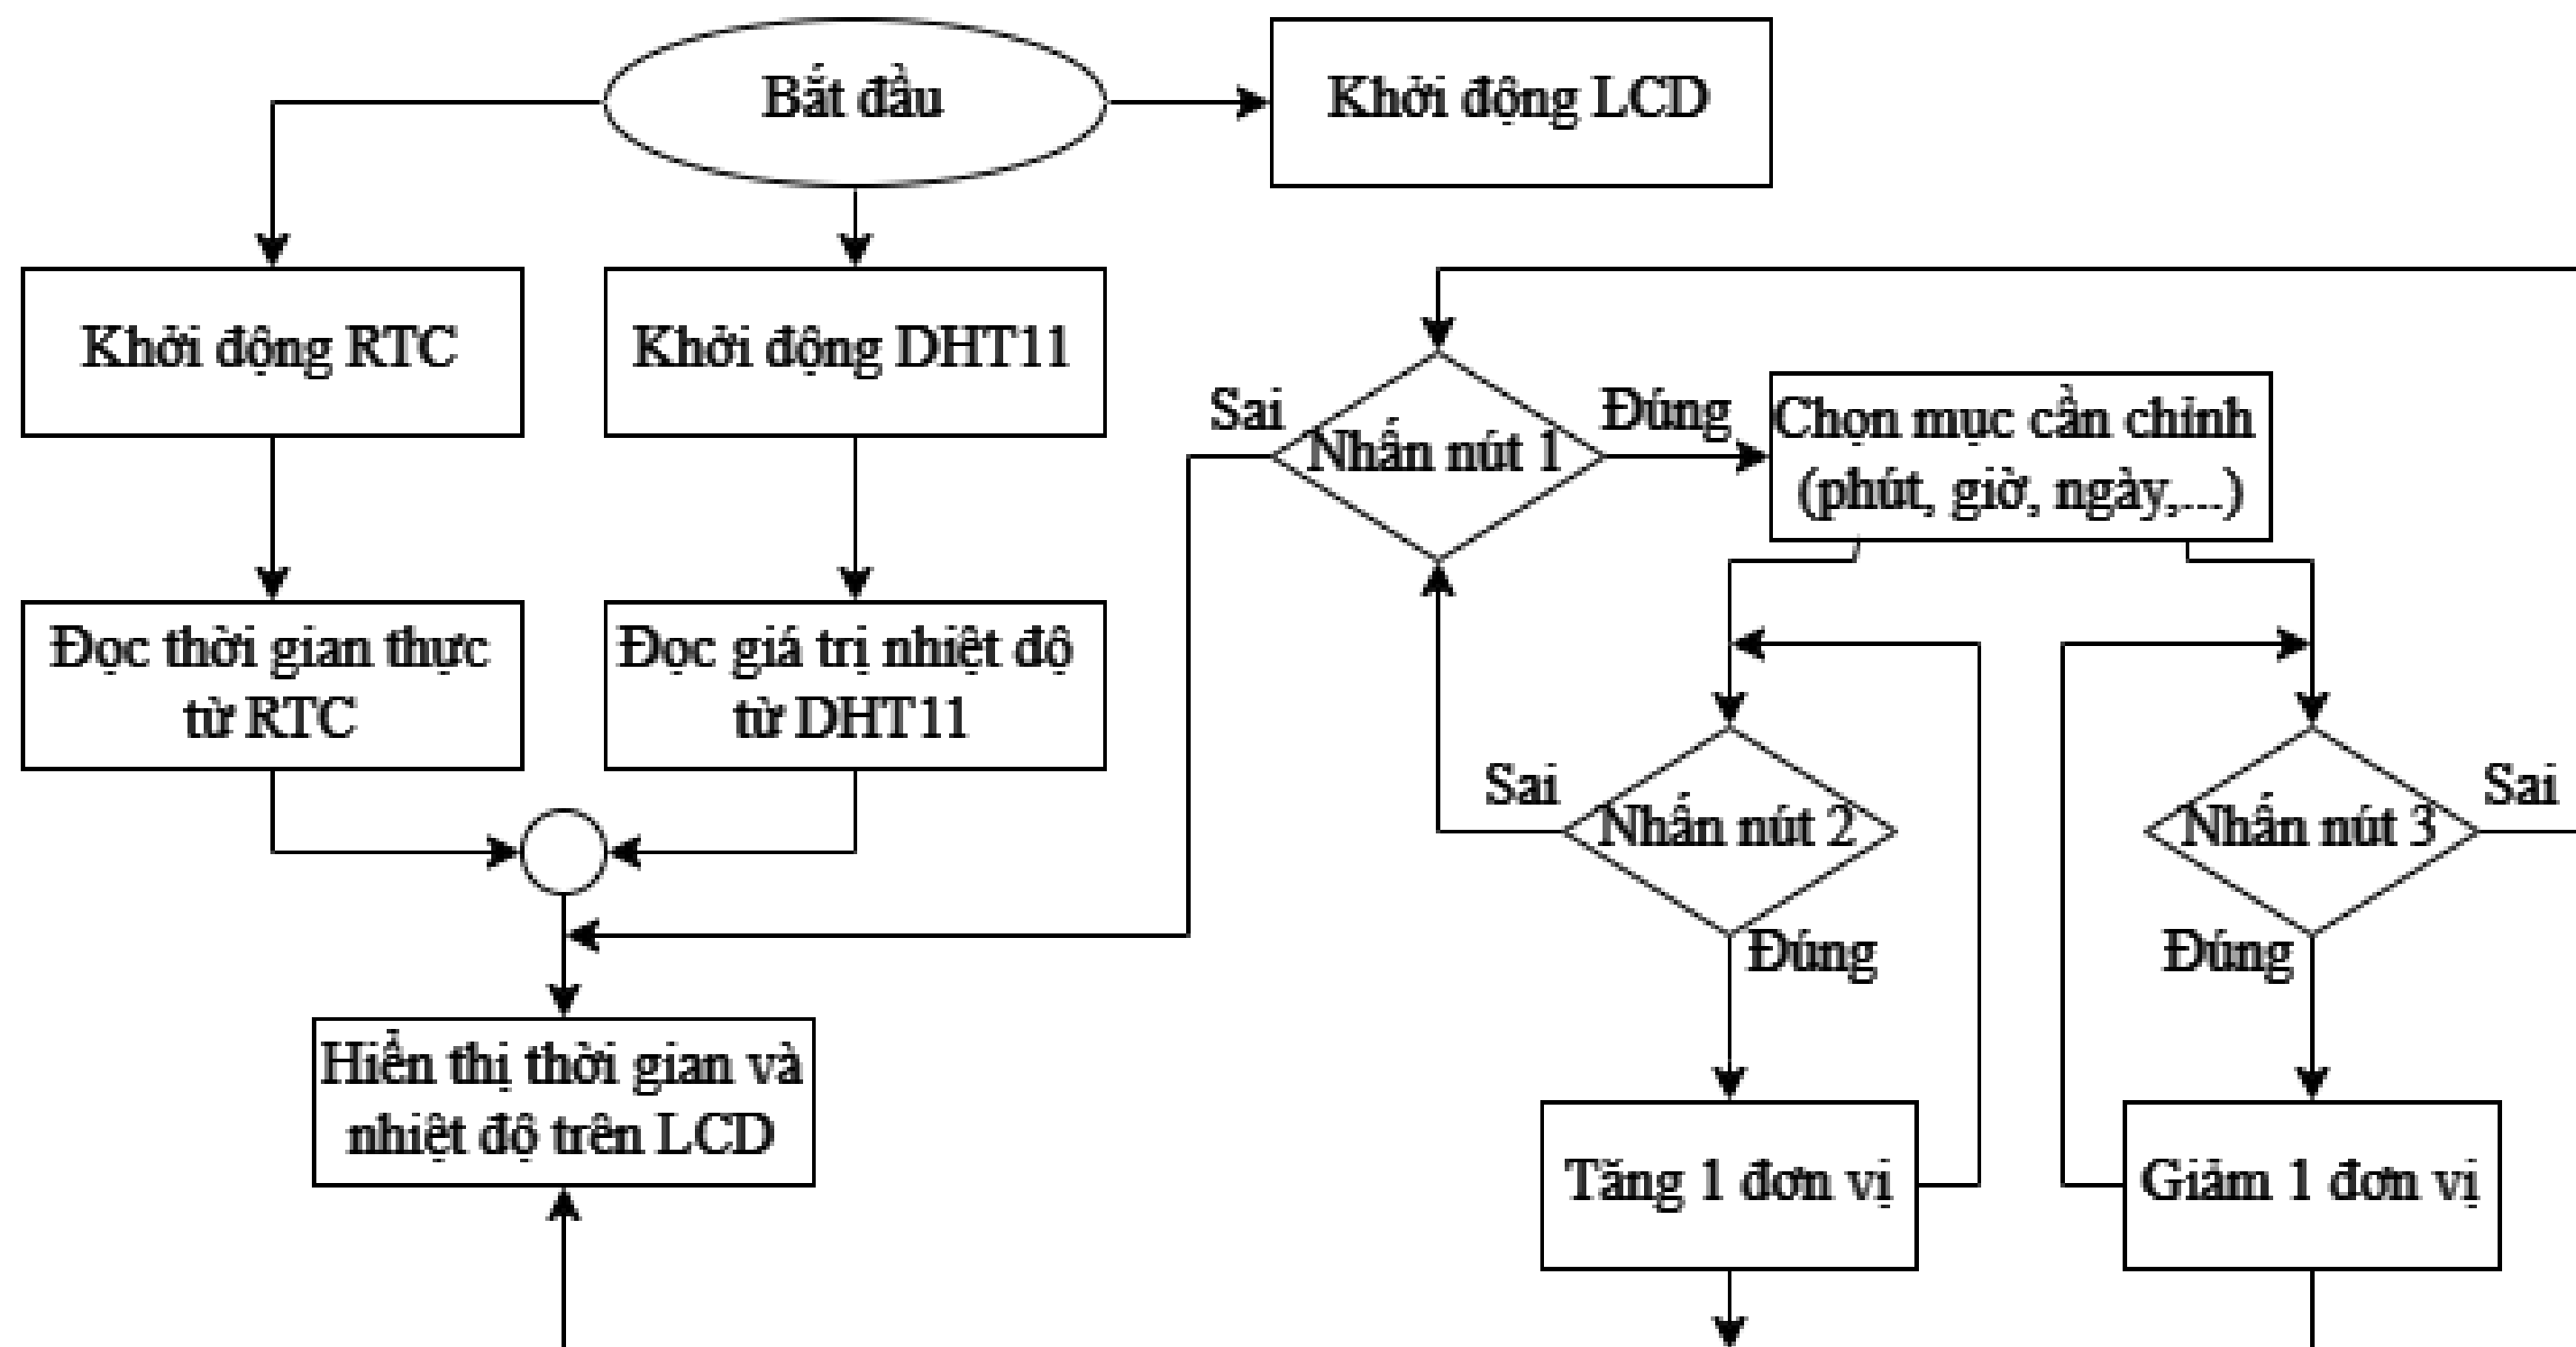 Bắt đầu
Khởi động LCD
Khởi động RTC
Khởi động DHT11
Sai
Nhấn nút 1
Đúng
Chọn mục cần chỉnh
(phút, giờ, ngày,...)
Đọc thời gian thực
từ RTC
Đọc giá trị nhiệt độ
từ DHT11
Sai
Nhấn nút 2
Đúng
Nhấn nút 3
Sai
Đúng
Hiển thị thời gian và
nhiệt độ trên LCD
Tăng 1 đơn vị
Giảm 1 đơn vị